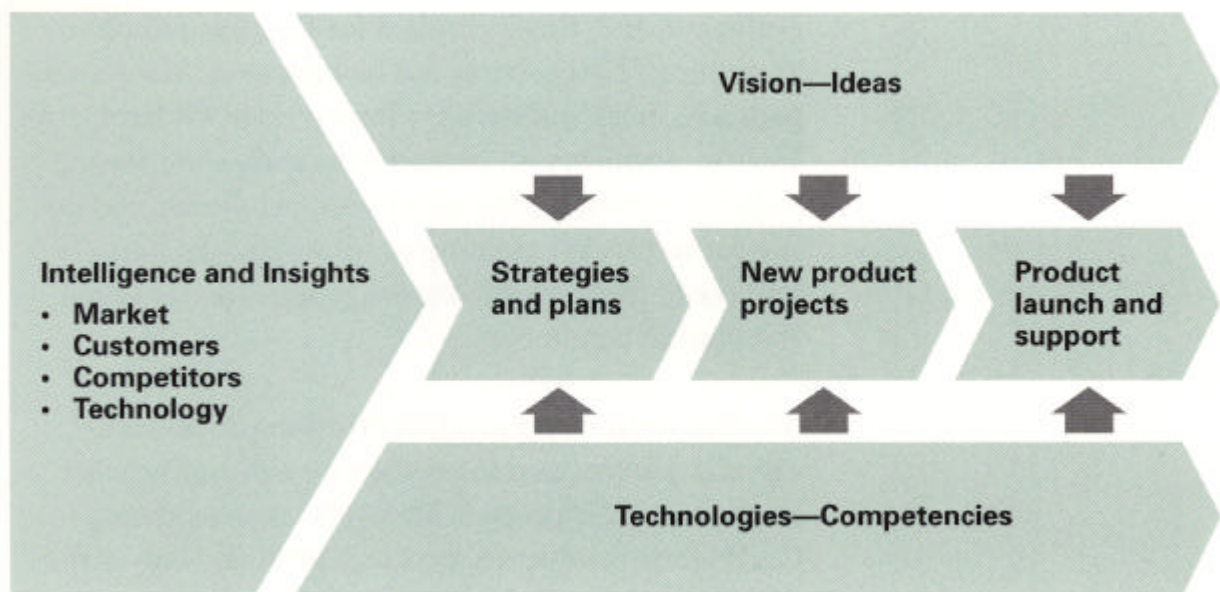 Vision—Ideas
Intelligence and Insights
• Market
• Customers
• Competitors
• Technology
Strategies
and plans
New product
projects
Product
launch and
support
Technologies—Competencies